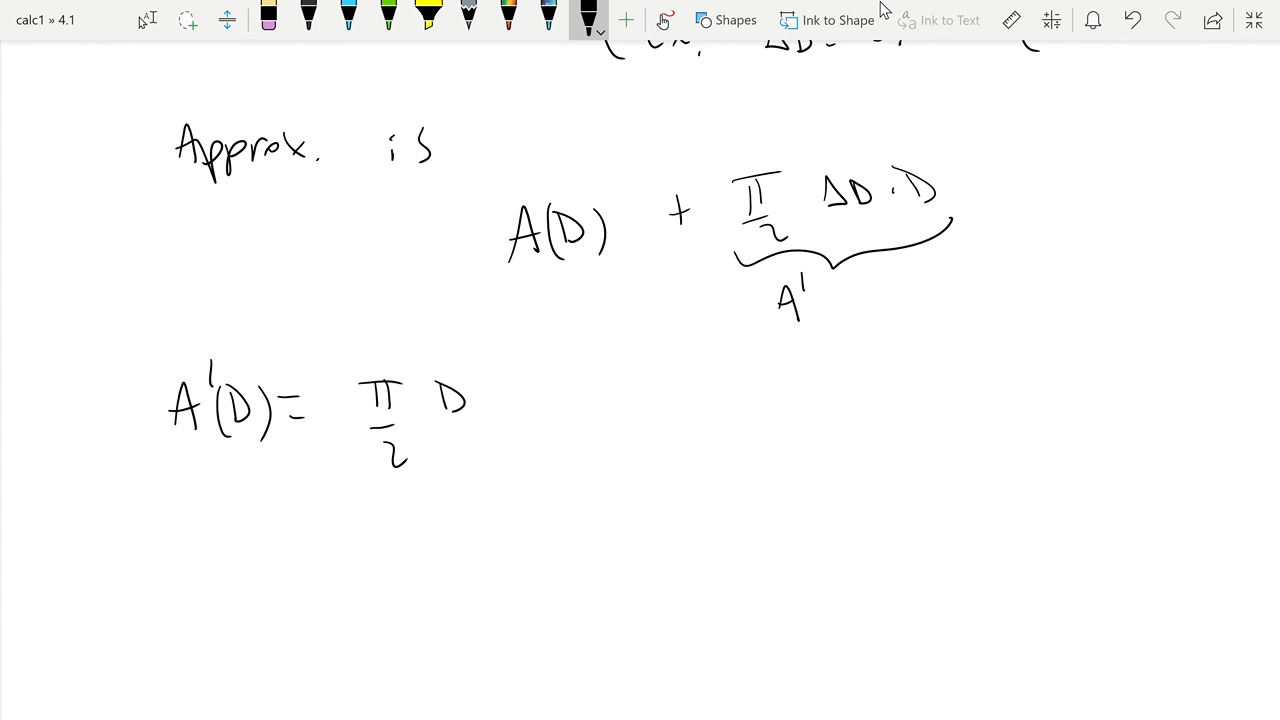 calc1 » 4.1
Shapes
Ink to Shape
Ink to Text
Approx. is
A(D) + π/2 ΔD · D
A'
A'(D) = π/2 D